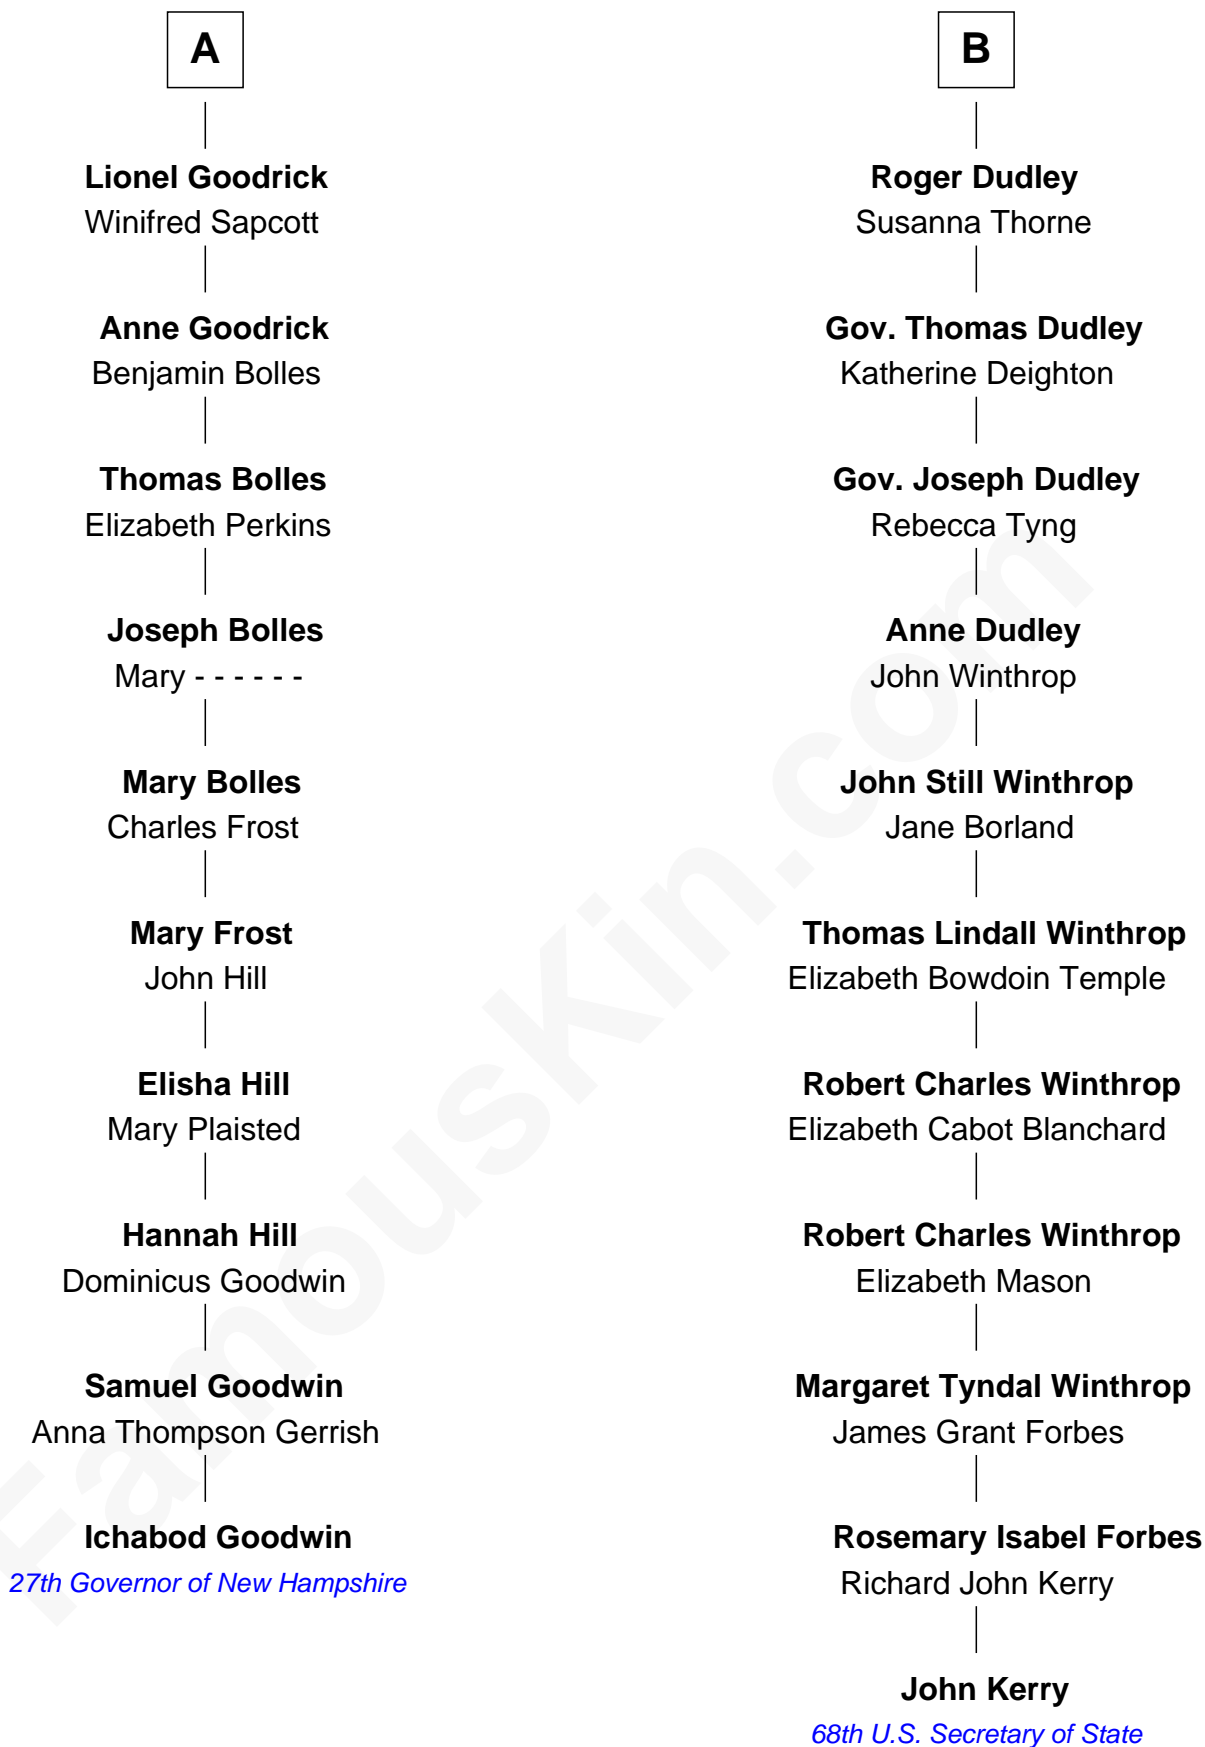 A
Lionel Goodrick
Winifred Sapcott
Anne Goodrick
Benjamin Bolles
Thomas Bolles
Elizabeth Perkins
Joseph Bolles
Mary - - - - - -
Mary Bolles
Charles Frost
Mary Frost
John Hill
Elisha Hill
Mary Plaisted
Hannah Hill
Dominicus Goodwin
Samuel Goodwin
Anna Thompson Gerrish
Ichabod Goodwin
27th Governor of New Hampshire
B
Roger Dudley
Susanna Thorne
Gov. Thomas Dudley
Katherine Deighton
Gov. Joseph Dudley
Rebecca Tyng
Anne Dudley
John Winthrop
John Still Winthrop
Jane Borland
Thomas Lindall Winthrop
Elizabeth Bowdoin Temple
Robert Charles Winthrop
Elizabeth Cabot Blanchard
Robert Charles Winthrop
Elizabeth Mason
Margaret Tyndal Winthrop
James Grant Forbes
Rosemary Isabel Forbes
Richard John Kerry
John Kerry
68th U.S. Secretary of State
FamousKin.com